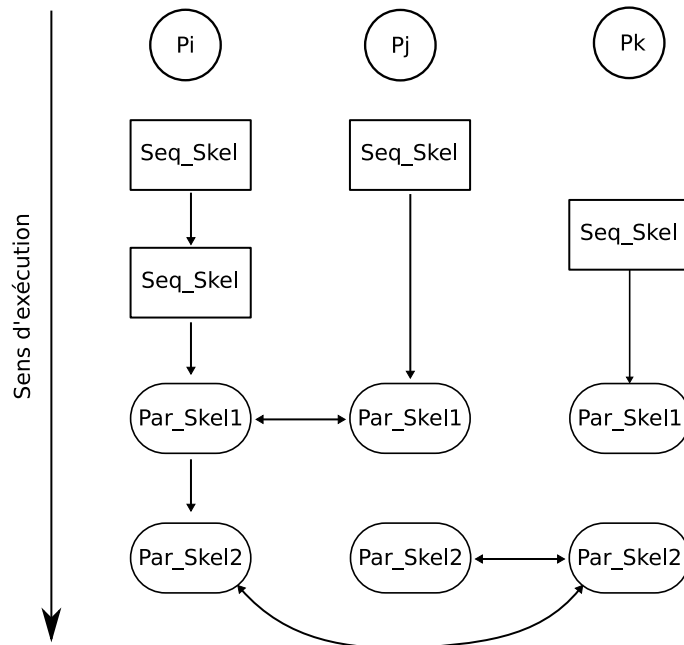 Pi
Pj
Pk
Seq_Skel
Seq_Skel
Seq_Skel
Seq_Skel
Sens d'exécution
Par_Skel1
Par_Skel1
Par_Skel1
Par_Skel2
Par_Skel2
Par_Skel2